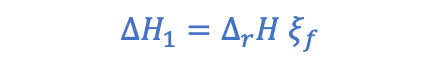 ΔH₁ = ΔᵣH ξ_f